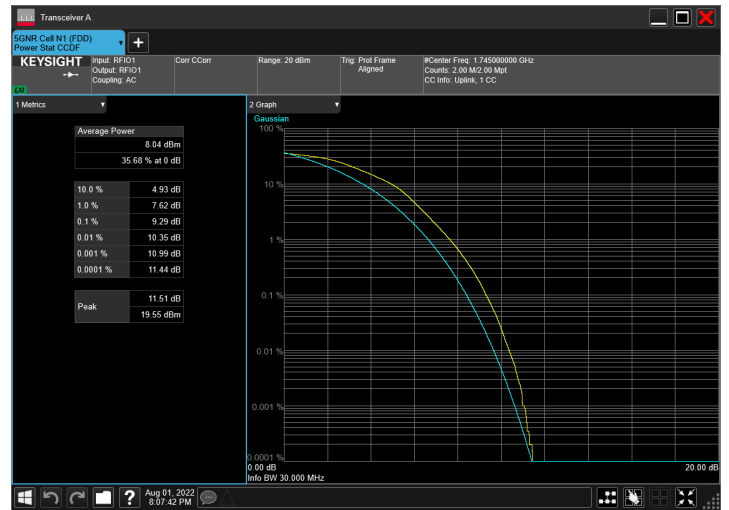 Transceiver A
5GNR Cell N1 (FDD)
Power Stat CCDF
KEYSIGHT
LXI
Input: RFIO1
Output: RFIO1
Coupling: AC
Corr CCorr
Range: 20 dBm
Trig: Prot Frame
Aligned
#Center Freq: 1.745000000 GHz
Counts: 2.00 M/2.00 Mpt
CC Info: Uplink, 1 CC
1 Metrics
Average Power
8.04 dBm
35.68 % at 0 dB
10.0 % 4.93 dB
1.0 % 7.62 dB
0.1 % 9.29 dB
0.01 % 10.35 dB
0.001 % 10.99 dB
0.0001 % 11.44 dB
Peak
11.51 dB
19.55 dBm
2 Graph
Gaussian
100 %
10 %
1 %
0.1 %
0.01 %
0.001 %
0.0001 %
0.00 dB 20.00 dB
Info BW 30.000 MHz
?
Aug 01, 2022
8:07:42 PM